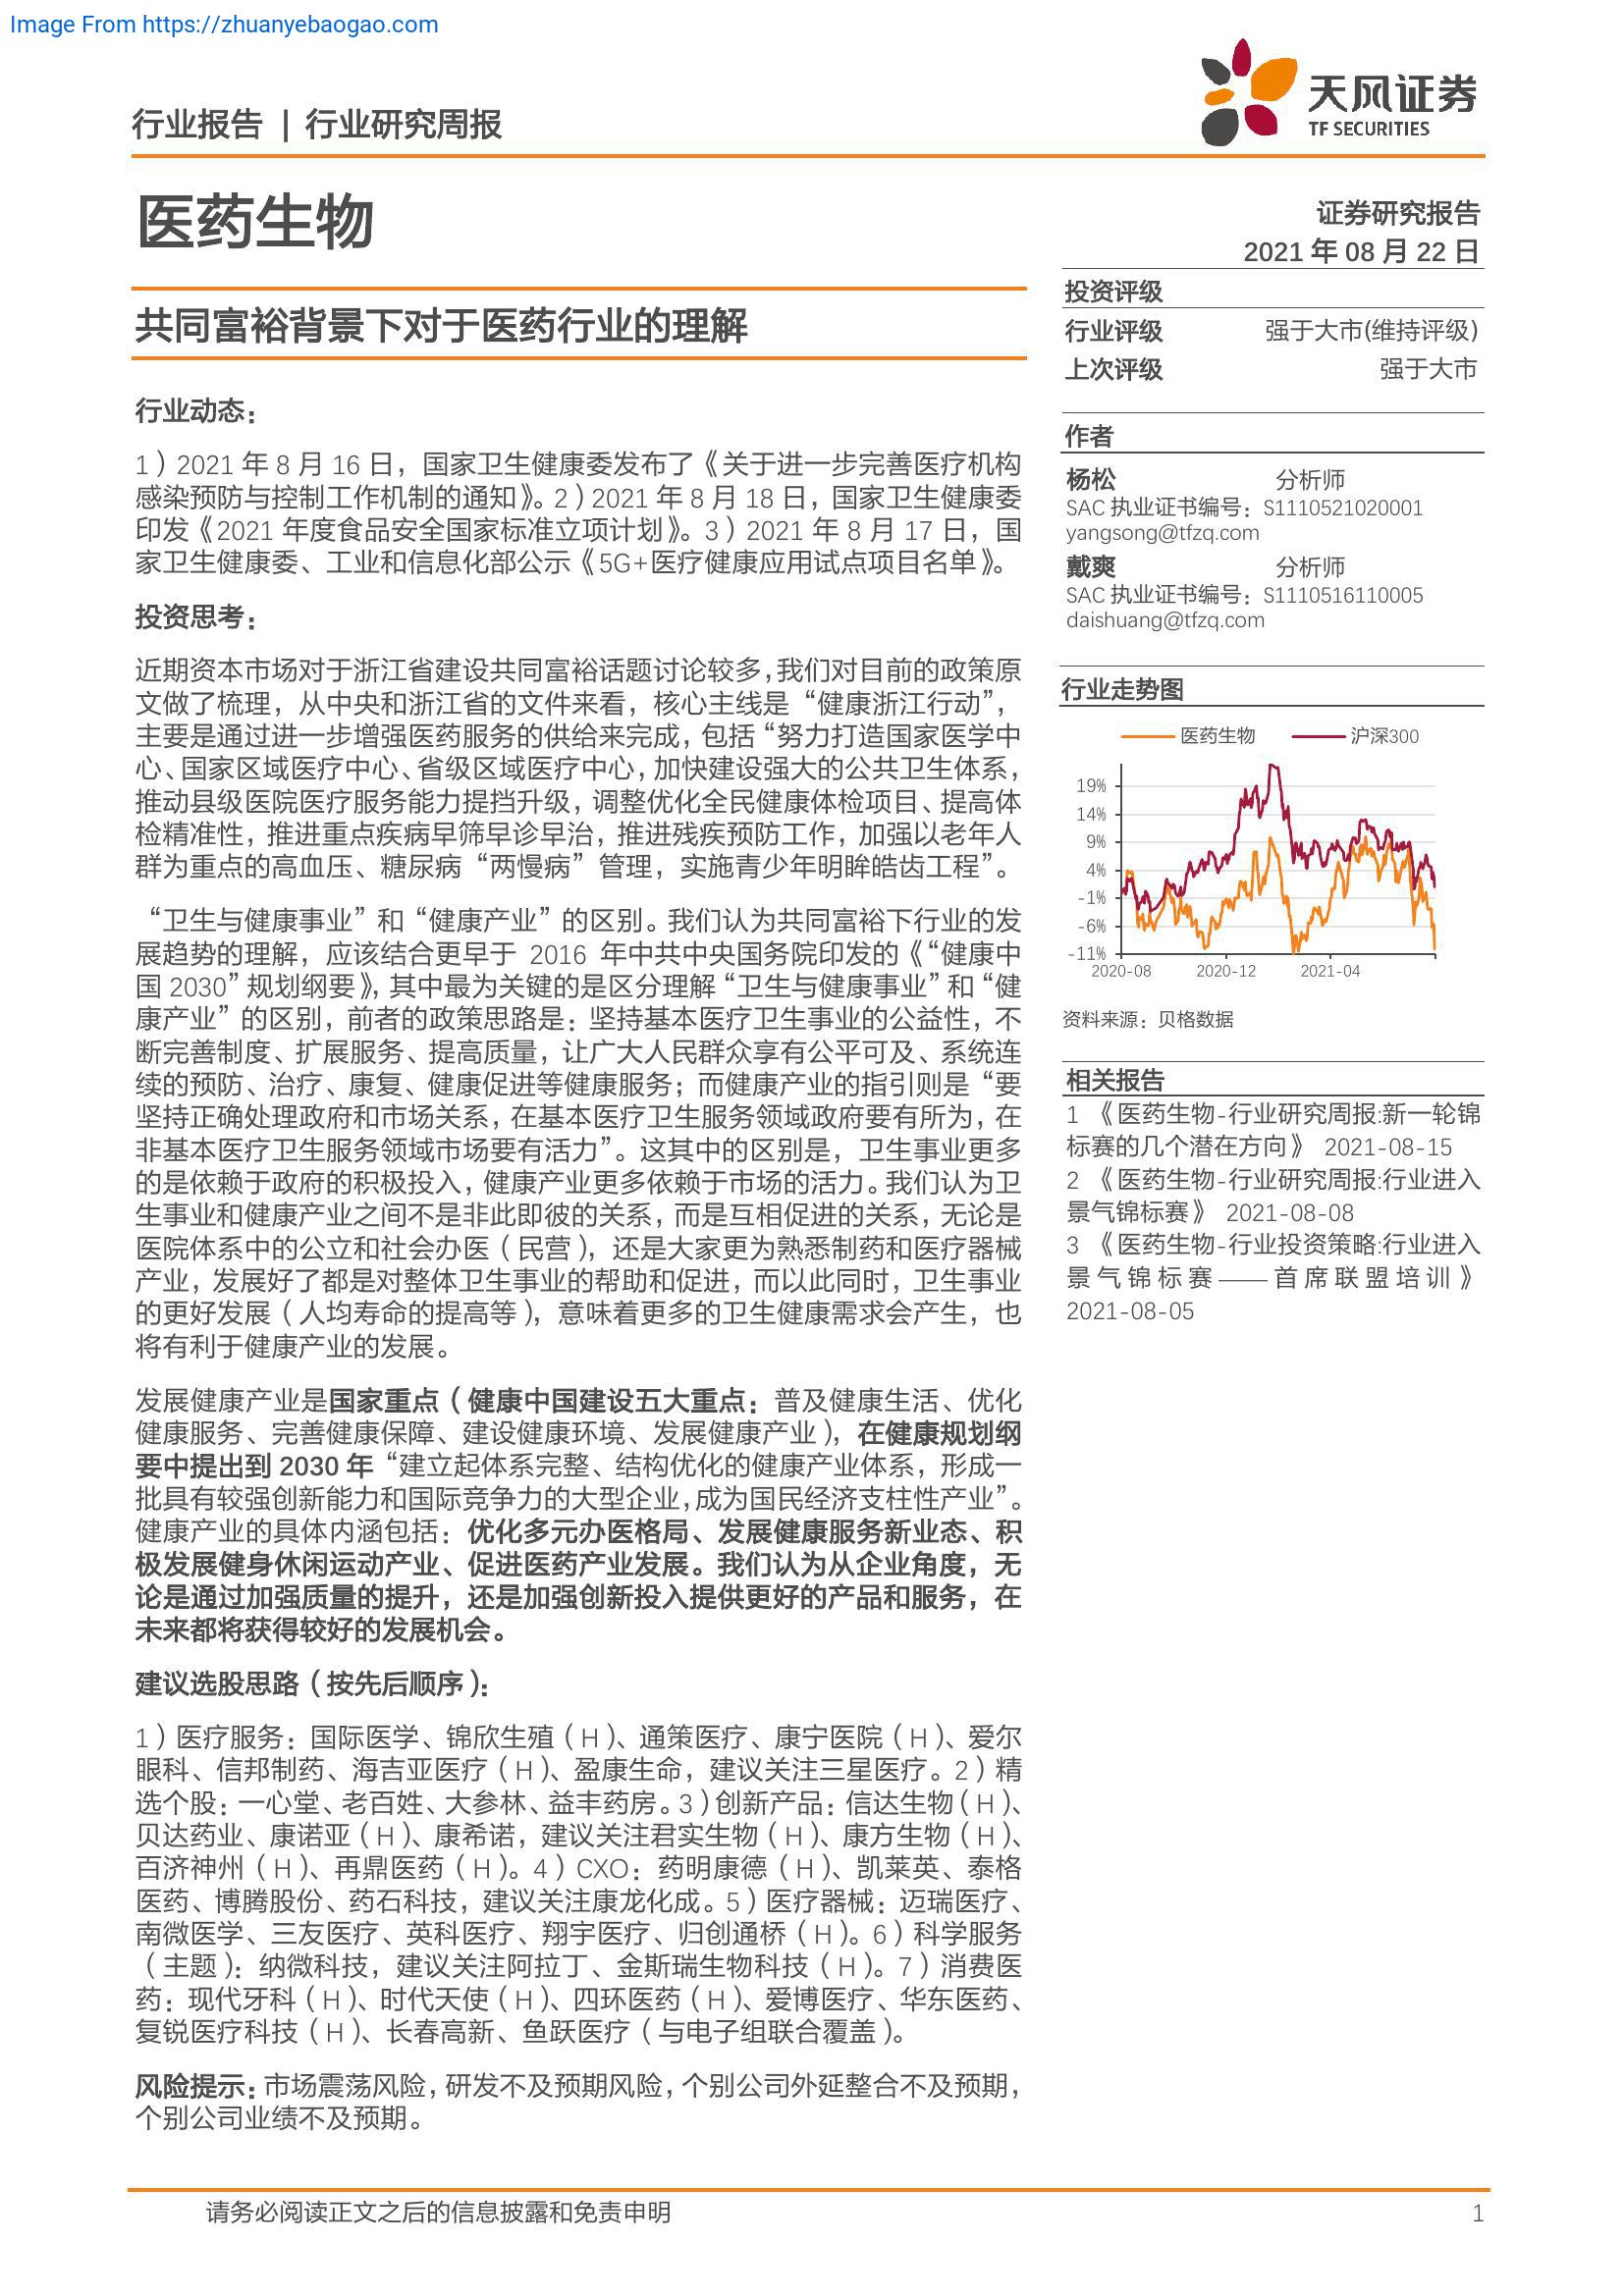 Image From https://zhuanyebaogao.com
行业报告 | 行业研究周报
天风证券
TF SECURITIES
医药生物
证券研究报告
2021 年 08 月 22 日
共同富裕背景下对于医药行业的理解
行业动态：
1）2021 年 8 月 16 日，国家卫生健康委发布了《关于进一步完善医疗机构
感染预防与控制工作机制的通知》。2）2021 年 8 月 18 日，国家卫生健康委
印发《2021 年度食品安全国家标准立项计划》。3）2021 年 8 月 17 日，国
家卫生健康委、工业和信息化部公示《5G+医疗健康应用试点项目名单》。
投资思考：
近期资本市场对于浙江省建设共同富裕话题讨论较多，我们对目前的政策原
文做了梳理，从中央和浙江省的文件来看，核心主线是“健康浙江行动”，
主要是通过进一步增强医药服务的供给来完成，包括“努力打造国家医学中
心、国家区域医疗中心、省级区域医疗中心，加快建设强大的公共卫生体系，
推动县级医院医疗服务能力提挡升级，调整优化全民健康体检项目、提高体
检精准性，推进重点疾病早筛早诊早治，推进残疾预防工作，加强以老年人
群为重点的高血压、糖尿病“两慢病”管理，实施青少年明眸皓齿工程”。
“卫生与健康事业”和“健康产业”的区别。我们认为共同富裕下行业的发
展趋势的理解，应该结合更早于 2016 年中共中央国务院印发的《“健康中
国 2030”规划纲要》，其中最为关键的是区分理解“卫生与健康事业”和“健
康产业”的区别，前者的政策思路是：坚持基本医疗卫生事业的公益性，不
断完善制度、扩展服务、提高质量，让广大人民群众享有公平可及、系统连
续的预防、治疗、康复、健康促进等健康服务；而健康产业的指引则是“要
坚持正确处理政府和市场关系，在基本医疗卫生服务领域政府要有所为，在
非基本医疗卫生服务领域市场要有活力”。这其中的区别是，卫生事业更多
的是依赖于政府的积极投入，健康产业更多依赖于市场的活力。我们认为卫
生事业和健康产业之间不是非此即彼的关系，而是互相促进的关系，无论是
医院体系中的公立和社会办医（民营），还是大家更为熟悉制药和医疗器械
产业，发展好了都是对整体卫生事业的帮助和促进，而以此同时，卫生事业
的更好发展（人均寿命的提高等），意味着更多的卫生健康需求会产生，也
将有利于健康产业的发展。
发展健康产业是国家重点（健康中国建设五大重点：普及健康生活、优化
健康服务、完善健康保障、建设健康环境、发展健康产业），在健康规划纲
要中提出到 2030 年“建立起体系完整、结构优化的健康产业体系，形成一
批具有较强创新能力和国际竞争力的大型企业，成为国民经济支柱性产业”。
健康产业的具体内涵包括：优化多元办医格局、发展健康服务新业态、积
极发展健身休闲运动产业、促进医药产业发展。我们认为从企业角度，无
论是通过加强质量的提升，还是加强创新投入提供更好的产品和服务，在
未来都将获得较好的发展机会。
建议选股思路（按先后顺序）：
1）医疗服务：国际医学、锦欣生殖（H）、通策医疗、康宁医院（H）、爱尔
眼科、信邦制药、海吉亚医疗（H）、盈康生命，建议关注三星医疗。2）精
选个股：一心堂、老百姓、大参林、益丰药房。3）创新产品：信达生物（H）、
贝达药业、康诺亚（H）、康希诺，建议关注君实生物（H）、康方生物（H）、
百济神州（H）、再鼎医药（H）。4）CXO：药明康德（H）、凯莱英、泰格
医药、博腾股份、药石科技，建议关注康龙化成。5）医疗器械：迈瑞医疗、
南微医学、三友医疗、英科医疗、翔宇医疗、归创通桥（H）。6）科学服务
（主题）：纳微科技，建议关注阿拉丁、金斯瑞生物科技（H）。7）消费医
药：现代牙科（H）、时代天使（H）、四环医药（H）、爱博医疗、华东医药、
复锐医疗科技（H）、长春高新、鱼跃医疗（与电子组联合覆盖）。
风险提示：市场震荡风险，研发不及预期风险，个别公司外延整合不及预期，
个别公司业绩不及预期。
投资评级
行业评级 强于大市(维持评级)
上次评级 强于大市
作者
杨松 分析师
SAC 执业证书编号：S1110521020001
yangsong@tfzq.com
戴爽 分析师
SAC 执业证书编号：S1110516110005
daishuang@tfzq.com
行业走势图
医药生物 沪深300
19%
14%
9%
4%
-1%
-6%
-11%
2020-08 2020-12 2021-04
资料来源：贝格数据
相关报告
1 《医药生物-行业研究周报:新一轮锦
标赛的几个潜在方向》 2021-08-15
2 《医药生物-行业研究周报:行业进入
景气锦标赛》 2021-08-08
3 《医药生物-行业投资策略:行业进入
景气锦标赛——首席联盟培训》
2021-08-05
请务必阅读正文之后的信息披露和免责申明 1